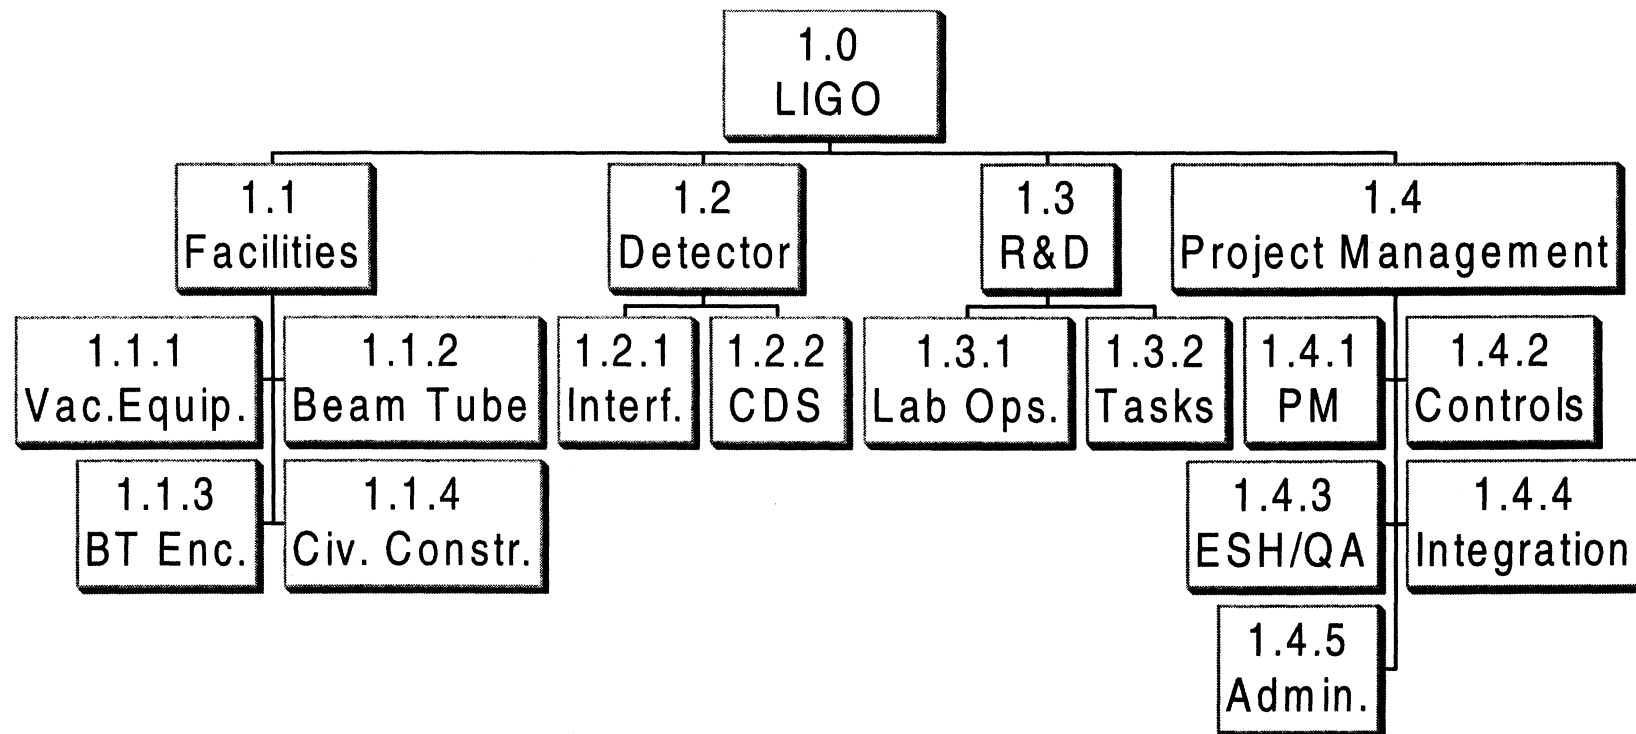 1.0
LIGO
1.1
Facilities
1.2
Detector
1.3
R&D
1.4
Project Management
1.1.1
Vac.Equip.
1.1.2
Beam Tube
1.2.1
Interf.
1.2.2
CDS
1.3.1
Lab Ops.
1.3.2
Tasks
1.4.1
PM
1.4.2
Controls
1.1.3
BT Enc.
1.1.4
Civ. Constr.
1.4.3
ESH/QA
1.4.4
Integration
1.4.5
Admin.